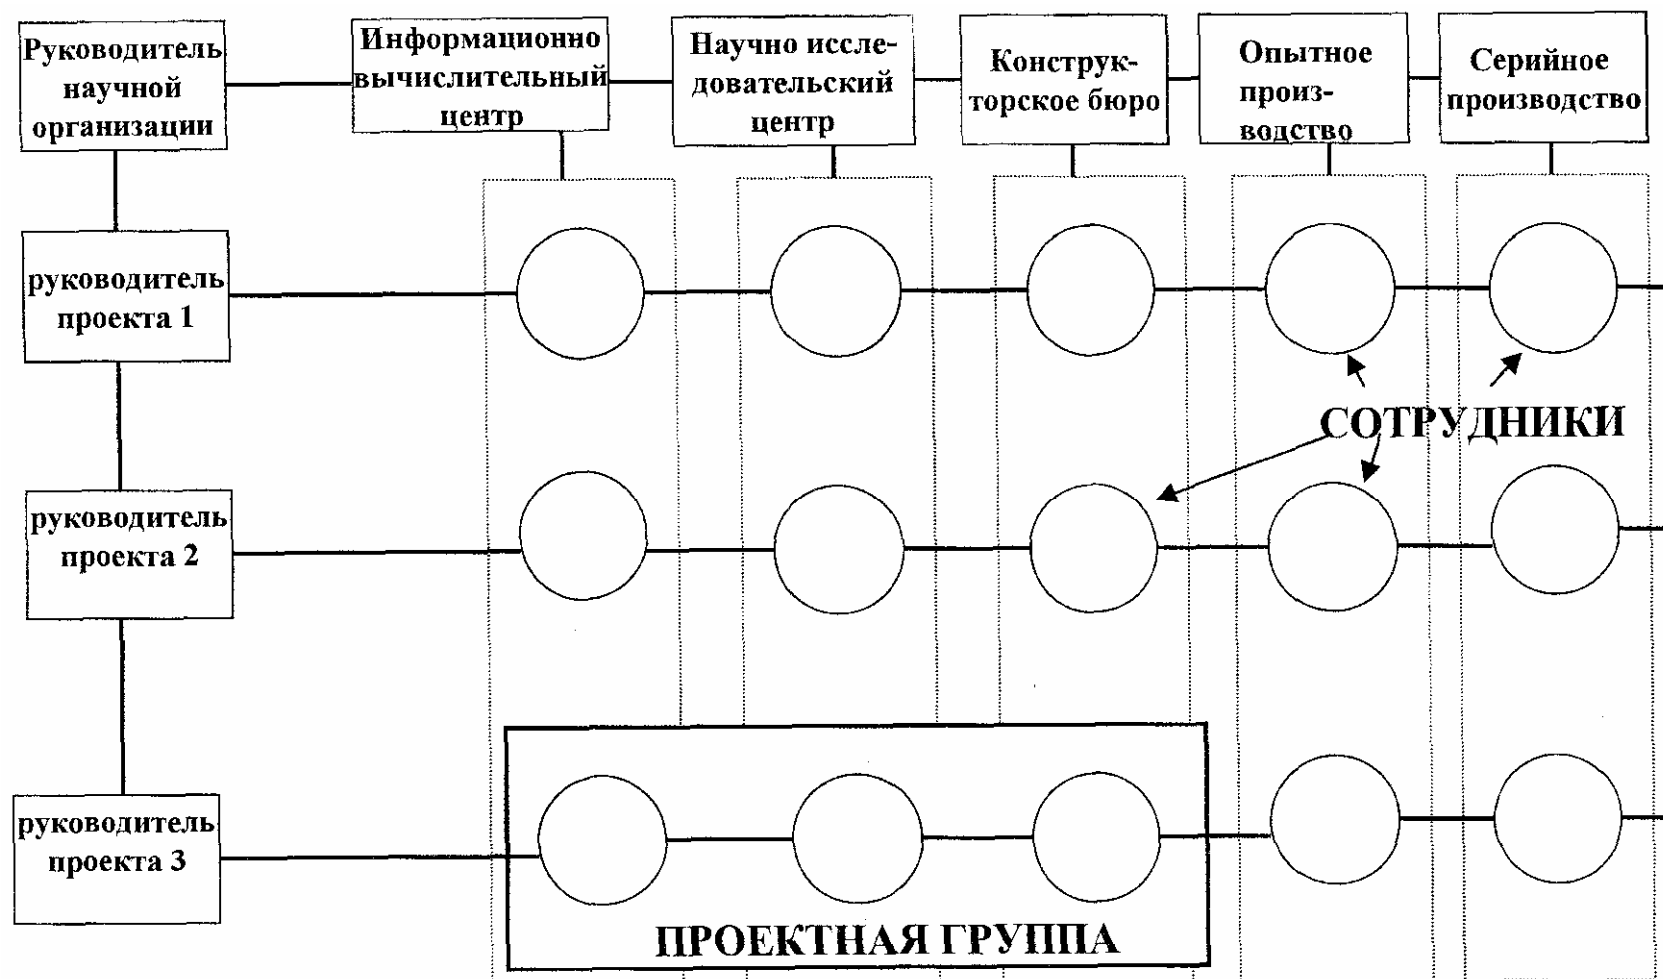 Руководитель
научной
организации
Информационно
вычислительный
центр
Научно иссле-
довательский
центр
Конструк-
торское бюро
Опытное
произ-
водство
Серийное
производство
руководитель
проекта 1
СОТРУДНИКИ
руководитель
проекта 2
руководитель
проекта 3
ПРОЕКТНАЯ ГРУППА